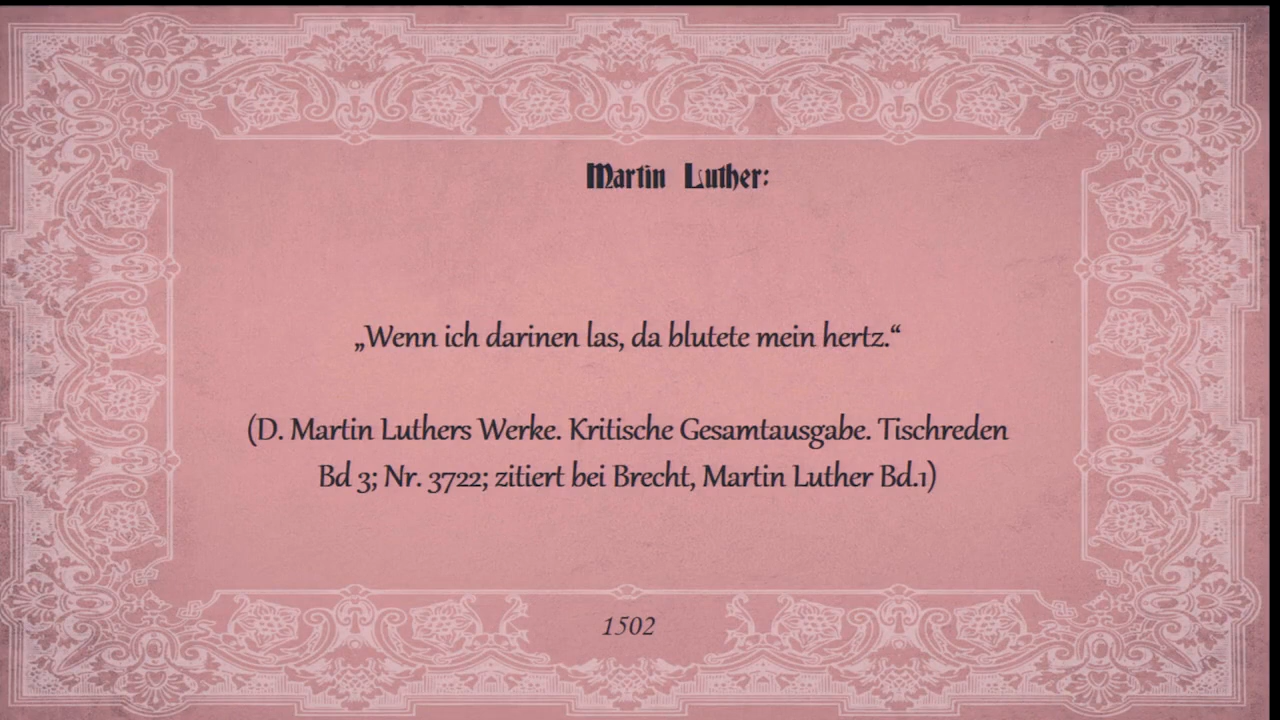 Martin Luther:
„Wenn ich darinen las, da blutete mein hertz.“
(D. Martin Luthers Werke. Kritische Gesamtausgabe. Tischreden
Bd 3; Nr. 3722; zitiert bei Brecht, Martin Luther Bd.1)
1502